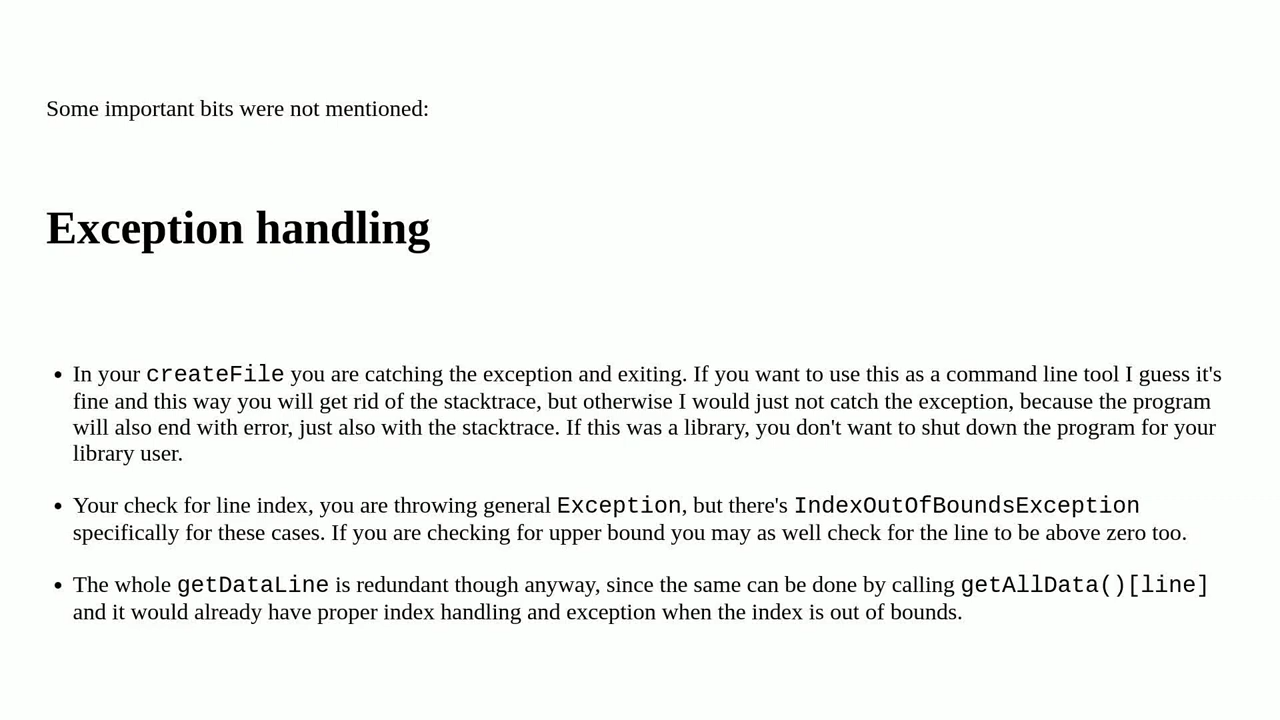 Some important bits were not mentioned:
Exception handling
• In your createFile you are catching the exception and exiting. If you want to use this as a command line tool I guess it's
fine and this way you will get rid of the stacktrace, but otherwise I would just not catch the exception, because the program
will also end with error, just also with the stacktrace. If this was a library, you don't want to shut down the program for your
library user.
• Your check for line index, you are throwing general Exception, but there's IndexOutOfBoundsException
specifically for these cases. If you are checking for upper bound you may as well check for the line to be above zero too.
• The whole getDataLine is redundant though anyway, since the same can be done by calling getAllData()[line]
and it would already have proper index handling and exception when the index is out of bounds.